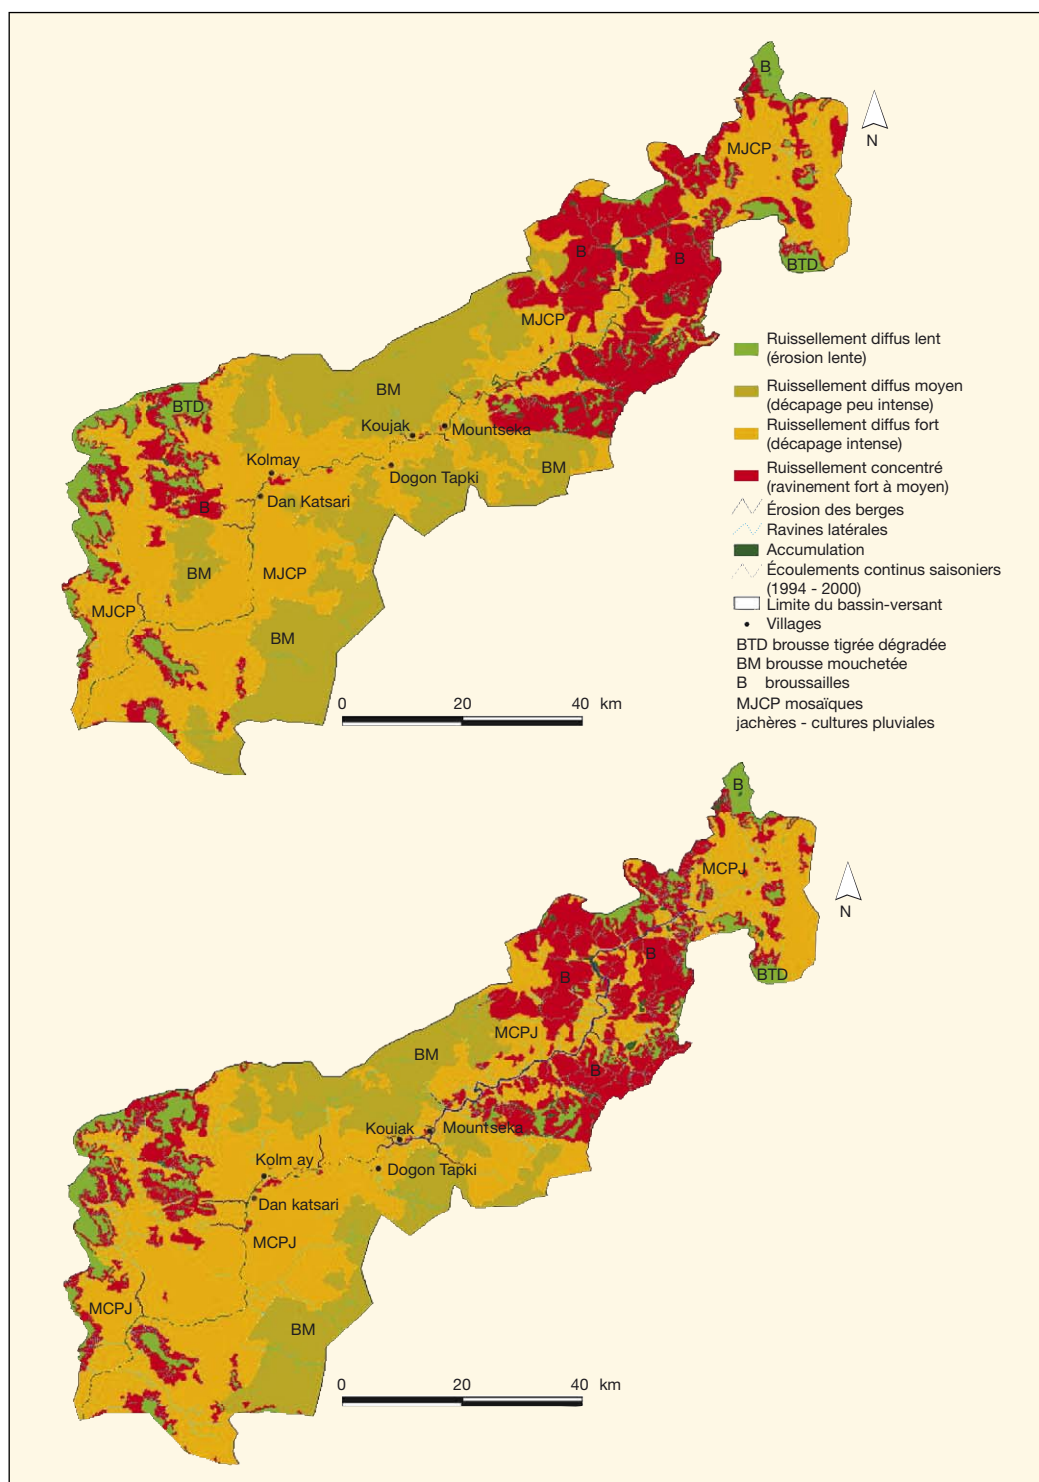 B
N
MJCP
B
B
BTD
MJCP
Ruissellement diffus lent
(érosion lente)
Ruissellement diffus moyen
(décapage peu intense)
Ruissellement diffus fort
(décapage intense)
Ruissellement concentré
(ravinement fort à moyen)
Érosion des berges
Ravines latérales
Accumulation
Écoulements continus saisoniers
(1994 - 2000)
Limite du bassin-versant
Villages
BTD brousse tigrée dégradée
BM brousse mouchetée
B broussailles
MJCP mosaïques
jachères - cultures pluviales
BM
BTD
Koujak
Mountseka
Kolmay
Dogon Tapki
BM
Dan Katsari
B
BM
MJCP
MJCP
BM
0 20 40 km
B
MCPJ
N
B
B
BTD
MCPJ
BM
B
Koujak
Mountseka
Kolm ay
Dogon Tapki
Dan katsari
MCPJ
MCPJ
BM
0 20 40 km